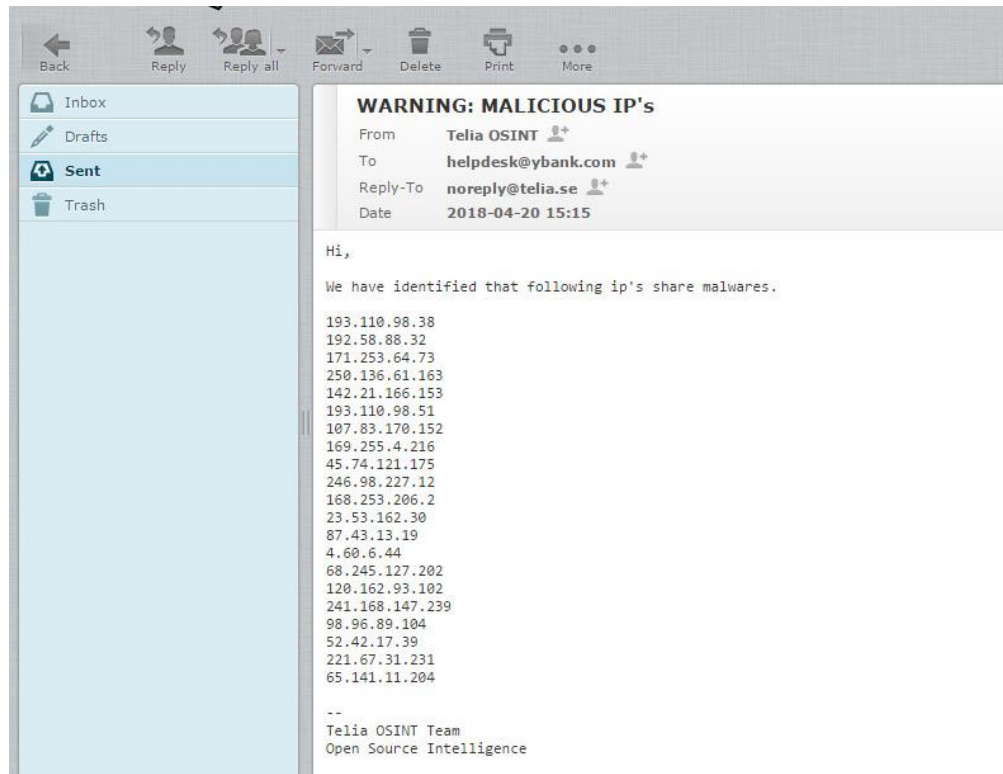 Back
Reply
Reply all
Forward
Delete
Print
More
Inbox
Drafts
Sent
Trash
WARNING: MALICIOUS IP's
From Telia OSINT
To helpdesk@ybank.com
Reply-To noreply@telia.se
Date 2018-04-20 15:15
Hi,
We have identified that following ip's share malwares.
193.110.98.38
192.58.88.32
171.253.64.73
250.136.61.163
142.21.166.153
193.110.98.51
107.83.170.152
169.255.4.216
45.74.121.175
246.98.227.12
168.253.206.2
23.53.162.30
87.43.13.19
4.60.6.44
68.245.127.202
120.162.93.102
241.168.147.239
98.96.89.104
52.42.17.39
221.67.31.231
65.141.11.204
--
Telia OSINT Team
Open Source Intelligence